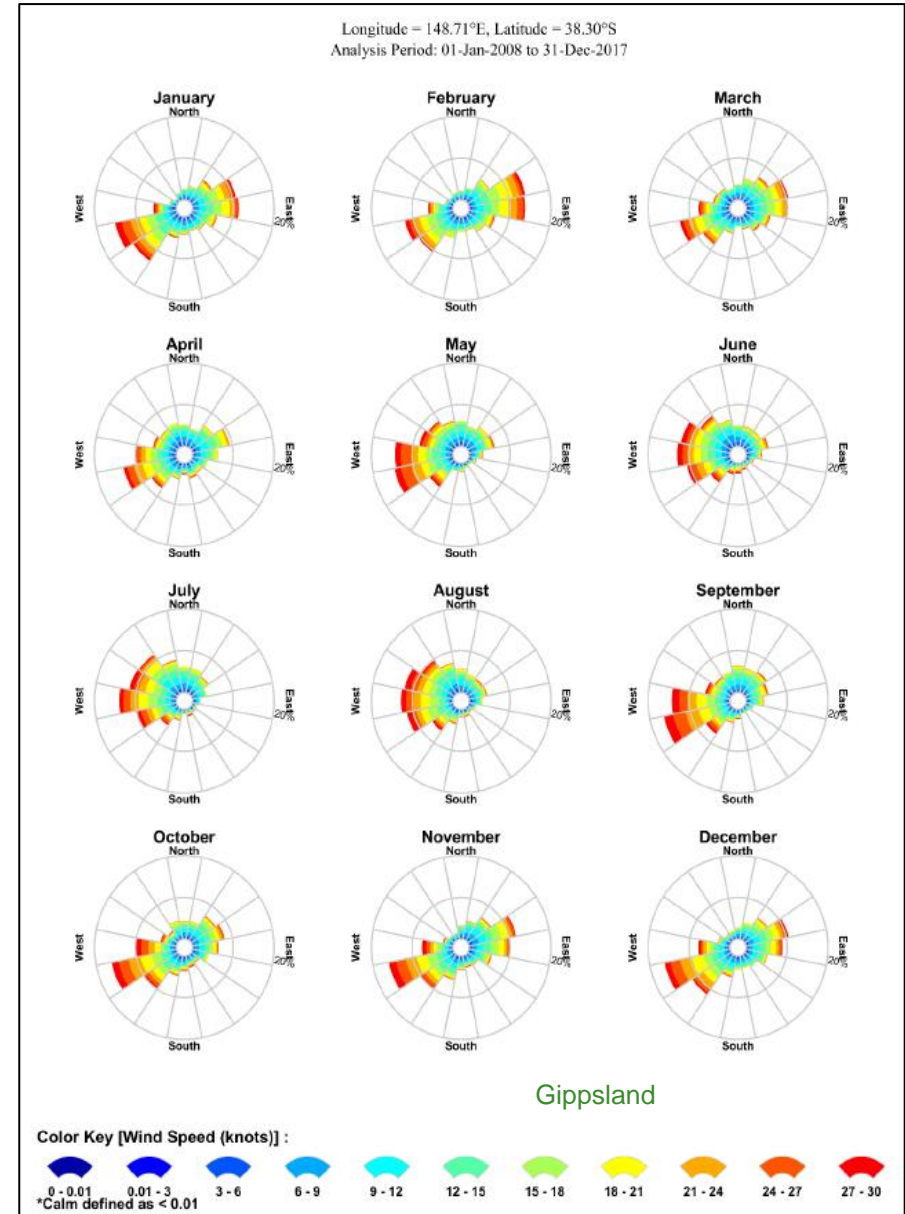 Longitude = 148.71°E, Latitude = 38.30°S
Analysis Period: 01-Jan-2008 to 31-Dec-2017
January
North
West
East
20%
South
February
North
West
East
20%
South
March
North
West
East
20%
South
April
North
West
East
20%
South
May
North
West
East
20%
South
June
North
West
East
20%
South
July
North
West
East
20%
South
August
North
West
East
20%
South
September
North
West
East
20%
South
October
North
West
East
20%
South
November
North
West
East
20%
South
December
North
West
East
20%
South
Gippsland
Color Key [Wind Speed (knots)] :
0 - 0.01 0.01 - 3 3 - 6 6 - 9 9 - 12 12 - 15 15 - 18 18 - 21 21 - 24 24 - 27 27 - 30
*Calm defined as < 0.01